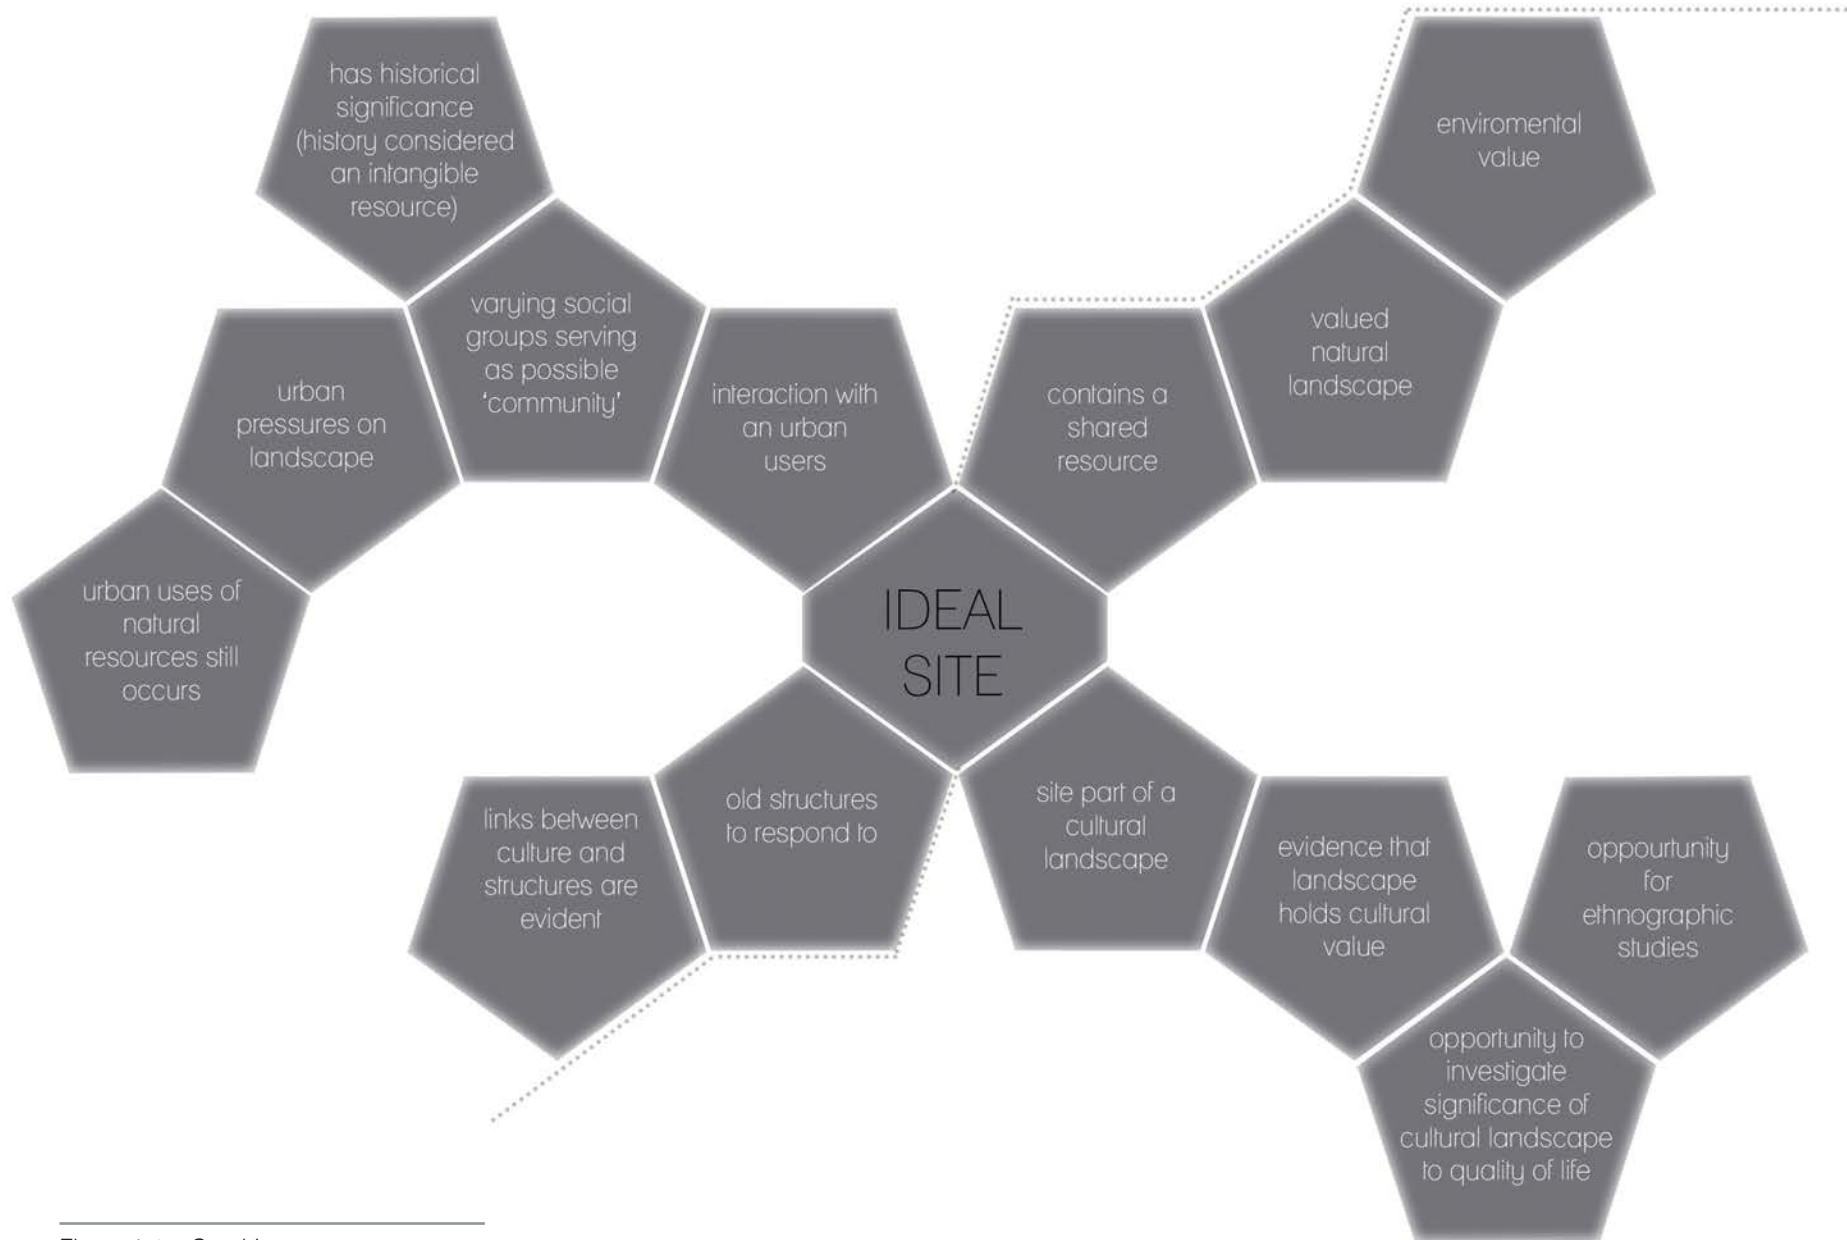 has historical
significance
(history considered
an intangible
resource)
enviromental
value
varying social
groups serving
as possible
'community'
valued
natural
landscape
urban
pressures on
landscape
interaction with
an urban
users
contains a
shared
resource
urban uses of
natural
resources still
occurs
IDEAL
SITE
links between
culture and
structures are
evident
old structures
to respond to
site part of a
cultural
landscape
evidence that
landscape
holds cultural
value
oppourtunity
for
ethnographic
studies
opportunity to
investigate
significance of
cultural landscape
to quality of life